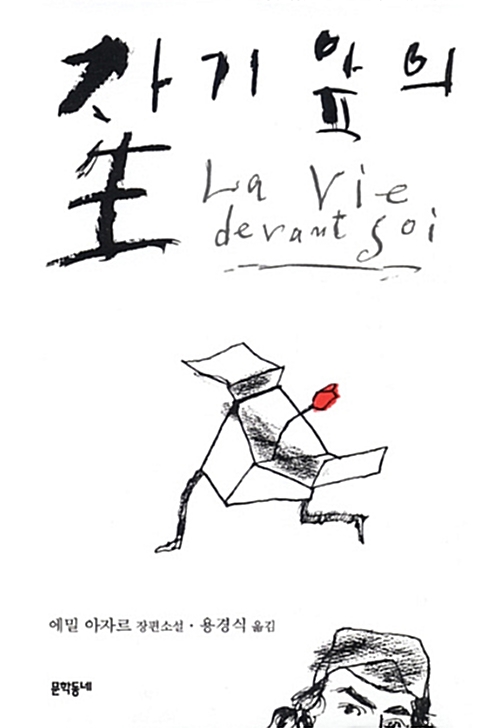 자기 앞의
生
La Vie
devant soi
에밀 아자르 장편소설 · 용경식 옮김
문학동네